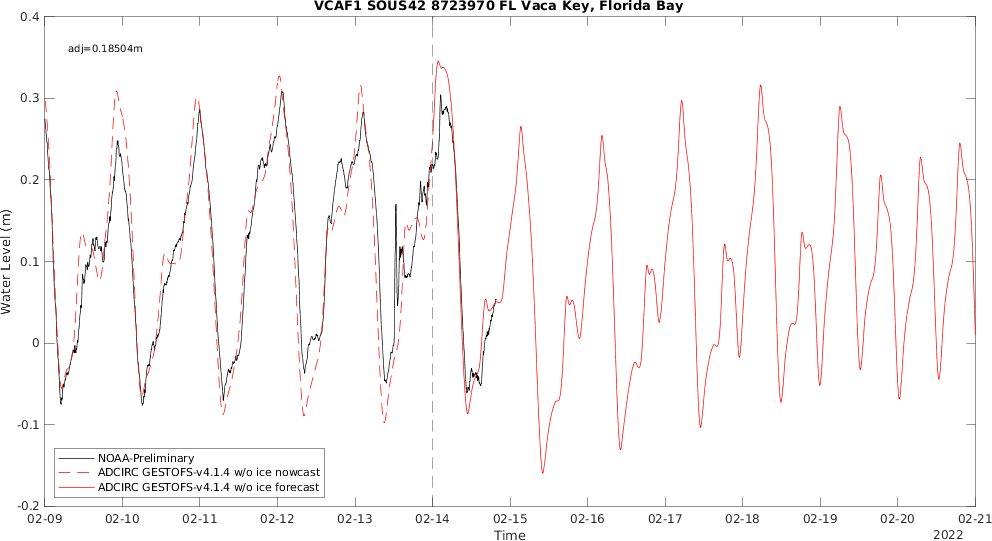 VCAF1 SOUS42 8723970 FL Vaca Key, Florida Bay
adj=0.18504m
0.4
0.3
0.2
0.1
0
-0.1
-0.2
Water Level (m)
NOAA-Preliminary
ADCIRC GESTOFS-v4.1.4 w/o ice nowcast
ADCIRC GESTOFS-v4.1.4 w/o ice forecast
02-09 02-10 02-11 02-12 02-13 02-14 02-15 02-16 02-17 02-18 02-19 02-20 02-21
Time
2022